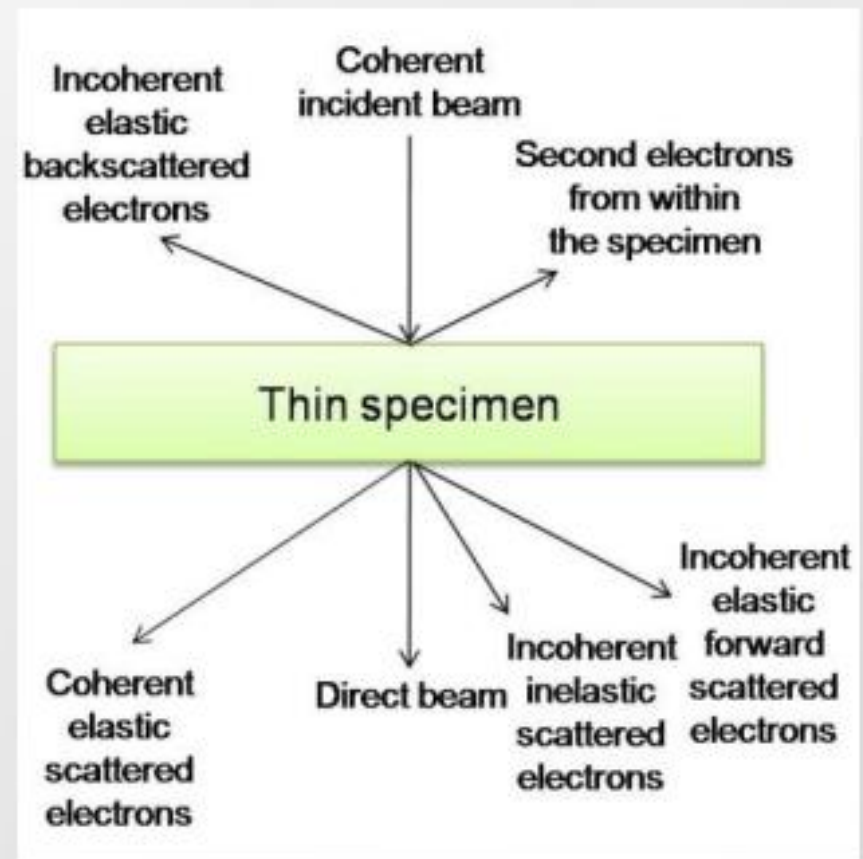 Incoherent
elastic
backscattered
electrons
Coherent
incident beam
Second electrons
from within
the specimen
Thin specimen
Coherent
elastic
scattered
electrons
Direct beam
Incoherent
inelastic
scattered
electrons
Incoherent
elastic
forward
scattered
electrons